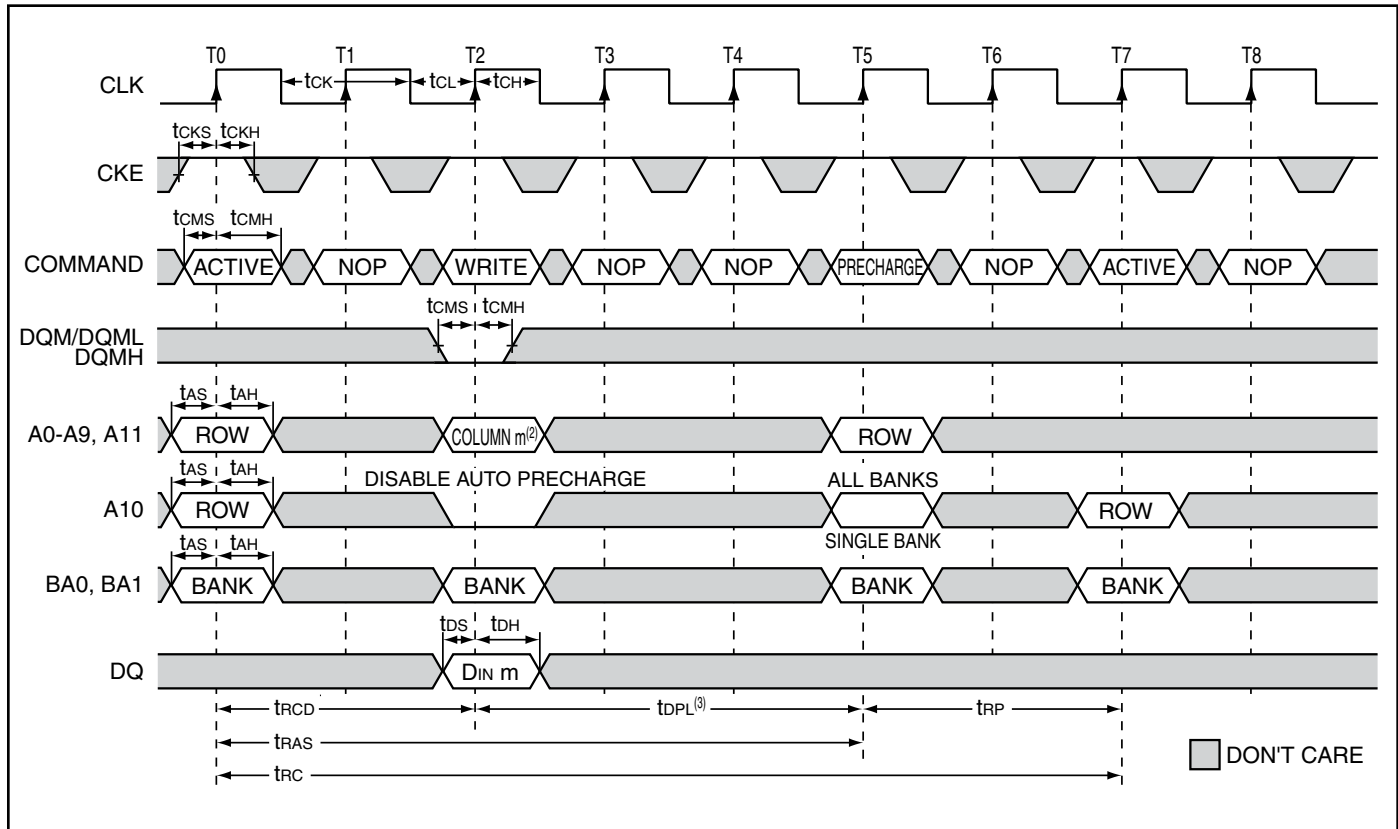 T0 T1 T2 T3 T4 T5 T6 T7 T8
CLK
tCK tCL tCH
tCKS tCKH
CKE
tCMS tCMH
COMMAND ACTIVE NOP WRITE NOP NOP PRECHARGE NOP ACTIVE NOP
tCMS tCMH
DQM/DQML
DQMH
tAS tAH
A0-A9, A11 ROW COLUMN m(2) ROW
tAS tAH DISABLE AUTO PRECHARGE ALL BANKS
A10 ROW ROW
tAS tAH SINGLE BANK
BA0, BA1 BANK BANK BANK BANK
tDS tDH
DQ DIN m
tRCD tDPL(3) tRP
tRAS
DON'T CARE
tRC